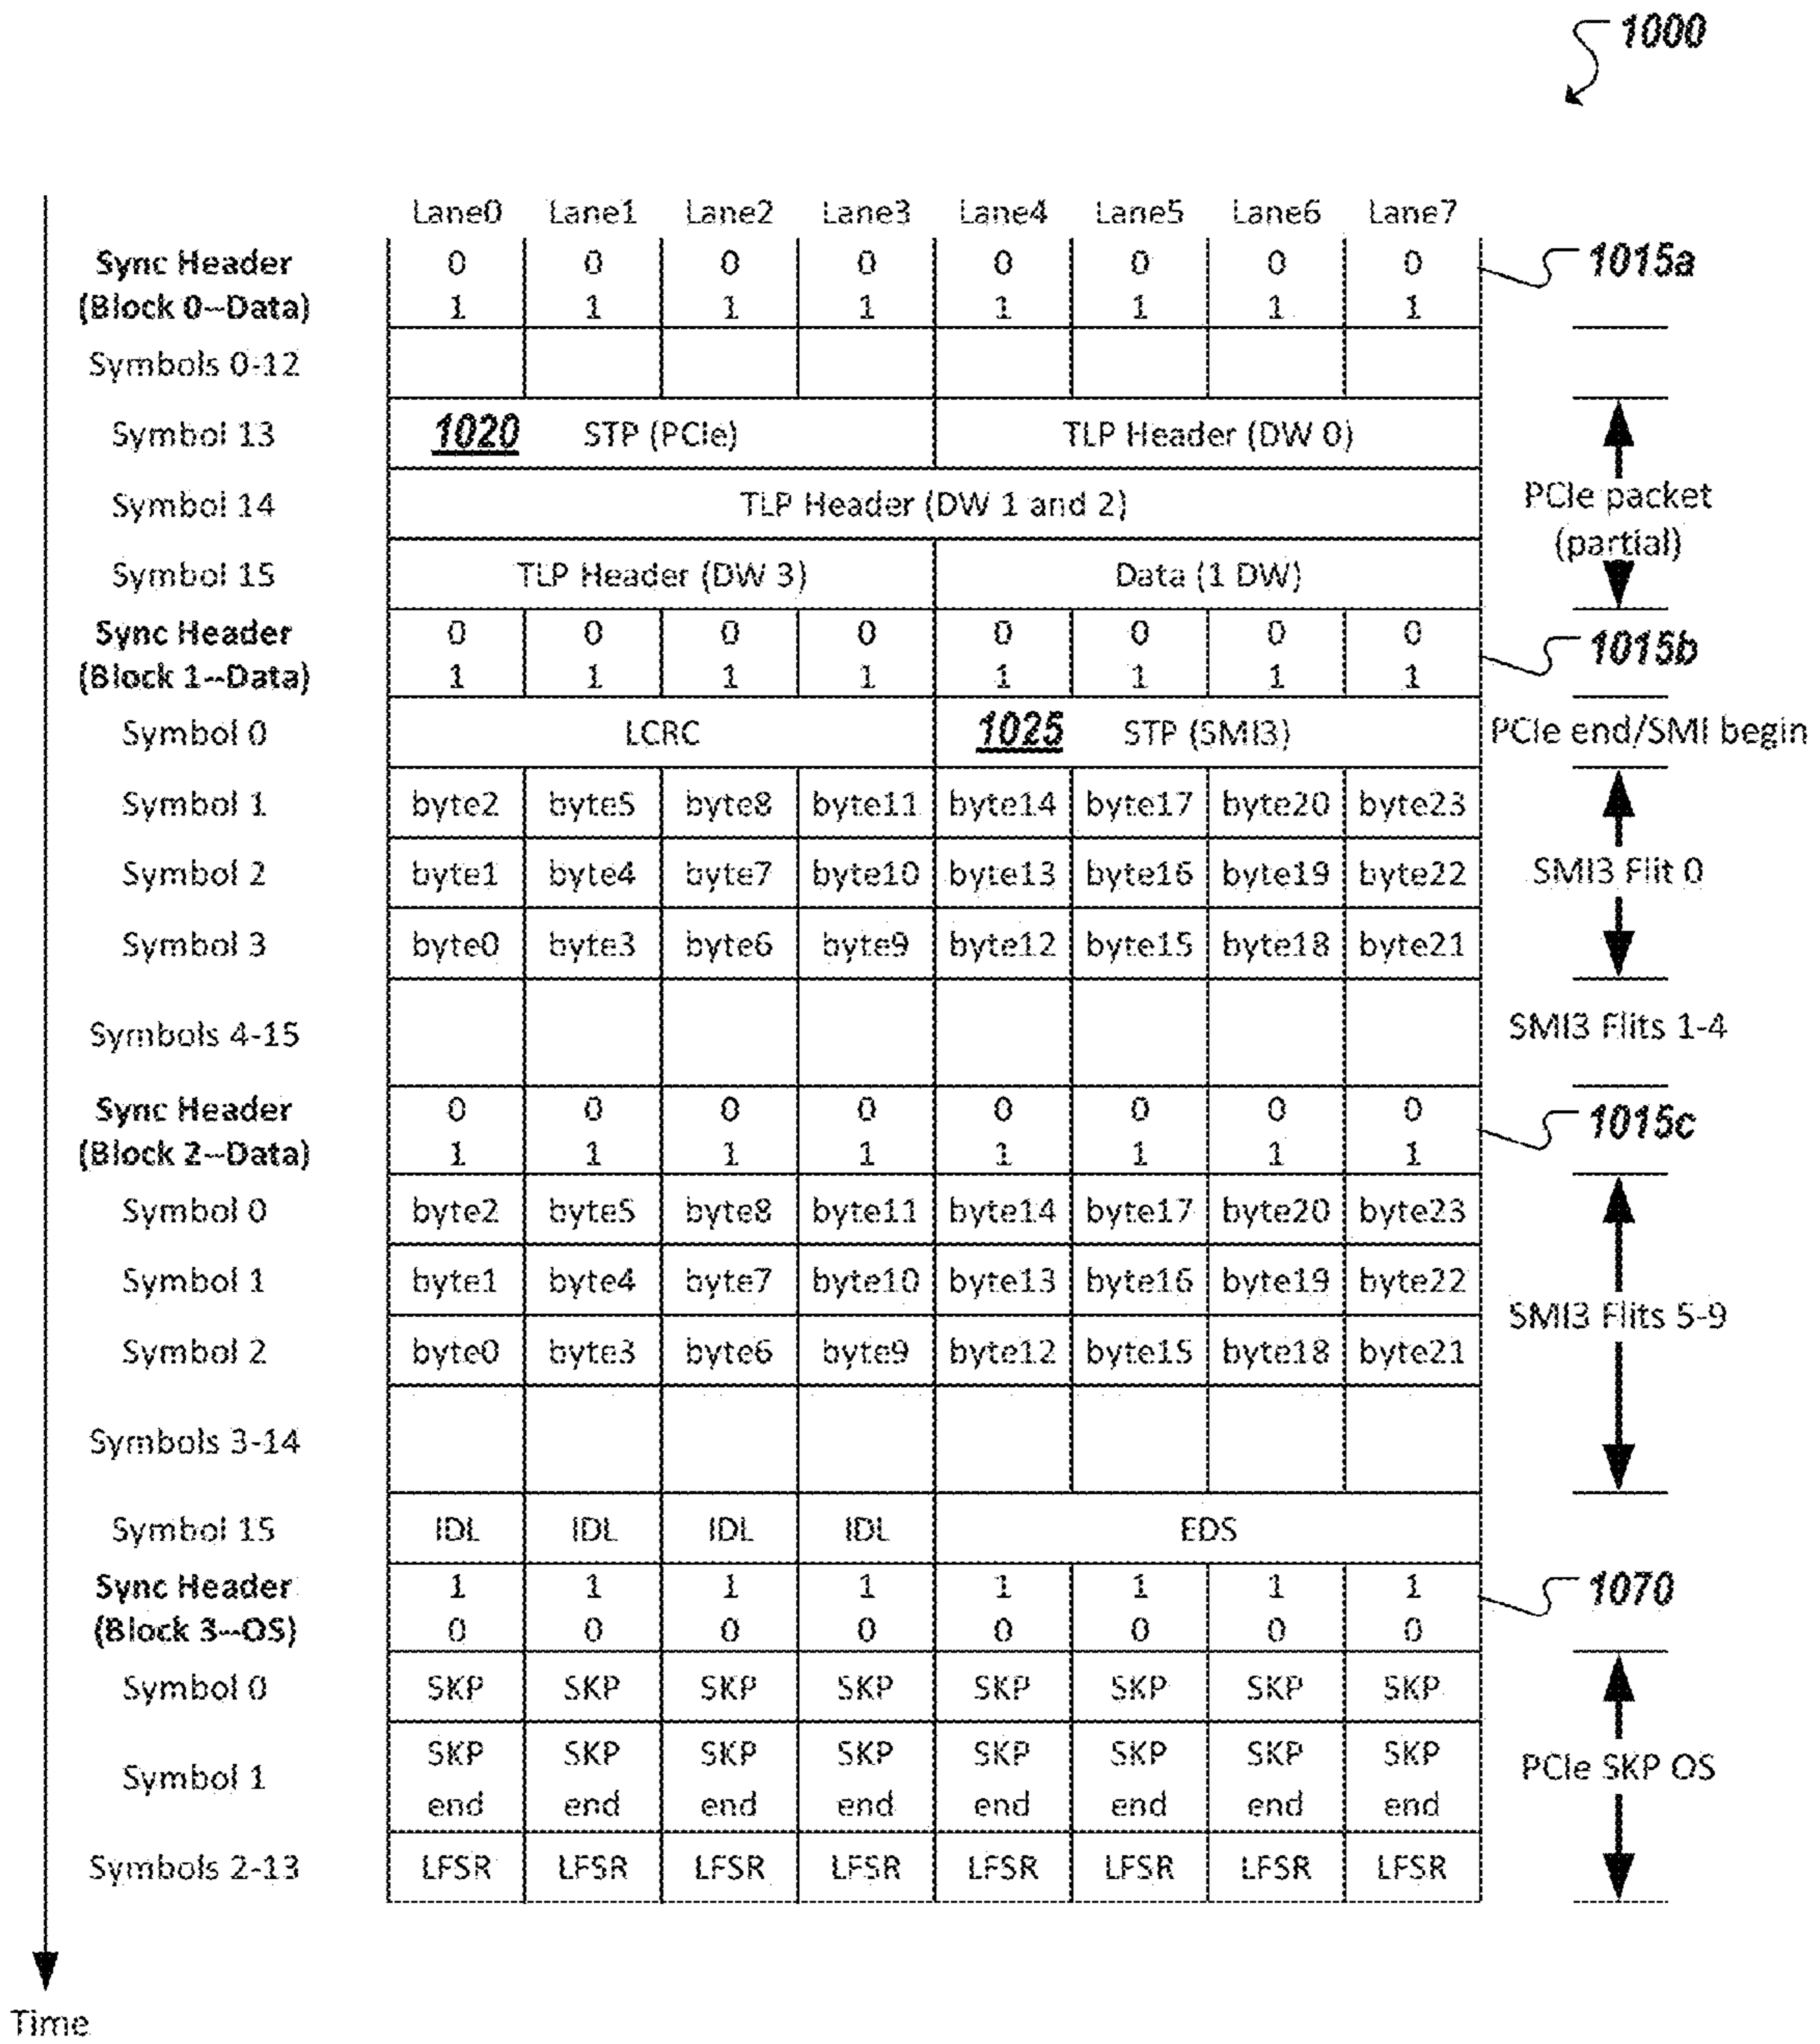 1000
Lane0 Lane1 Lane2 Lane3 Lane4 Lane5 Lane6 Lane7
Sync Header 0 0 0 0 0 0 0 0 1015a
(Block 0--Data) 1 1 1 1 1 1 1 1
Symbols 0-12
Symbol 13 1020 STP (PCIe) TLP Header (DW 0)
Symbol 14 TLP Header (DW 1 and 2) PCIe packet
(partial)
Symbol 15 TLP Header (DW 3) Data (1 DW)
Sync Header 0 0 0 0 0 0 0 0 1015b
(Block 1--Data) 1 1 1 1 1 1 1 1
Symbol 0 LCRC 1025 STP (SMI3) PCIe end/SMI begin
Symbol 1 byte2 byte5 byte8 byte11 byte14 byte17 byte20 byte23
Symbol 2 byte1 byte4 byte7 byte10 byte13 byte16 byte19 byte22 SMI3 Flit 0
Symbol 3 byte0 byte3 byte6 byte9 byte12 byte15 byte18 byte21
Symbols 4-15 SMI3 Flits 1-4
Sync Header 0 0 0 0 0 0 0 0 1015c
(Block 2--Data) 1 1 1 1 1 1 1 1
Symbol 0 byte2 byte5 byte8 byte11 byte14 byte17 byte20 byte23
Symbol 1 byte1 byte4 byte7 byte10 byte13 byte16 byte19 byte22 SMI3 Flits 5-9
Symbol 2 byte0 byte3 byte6 byte9 byte12 byte15 byte18 byte21
Symbols 3-14
Symbol 15 IDL IDL IDL IDL EDS
Sync Header 1 1 1 1 1 1 1 1 1070
(Block 3--OS) 0 0 0 0 0 0 0 0
Symbol 0 SKP SKP SKP SKP SKP SKP SKP SKP
Symbol 1 SKP SKP SKP SKP SKP SKP SKP SKP PCIe SKP OS
end end end end end end end end
Symbols 2-13 LFSR LFSR LFSR LFSR LFSR LFSR LFSR LFSR
Time